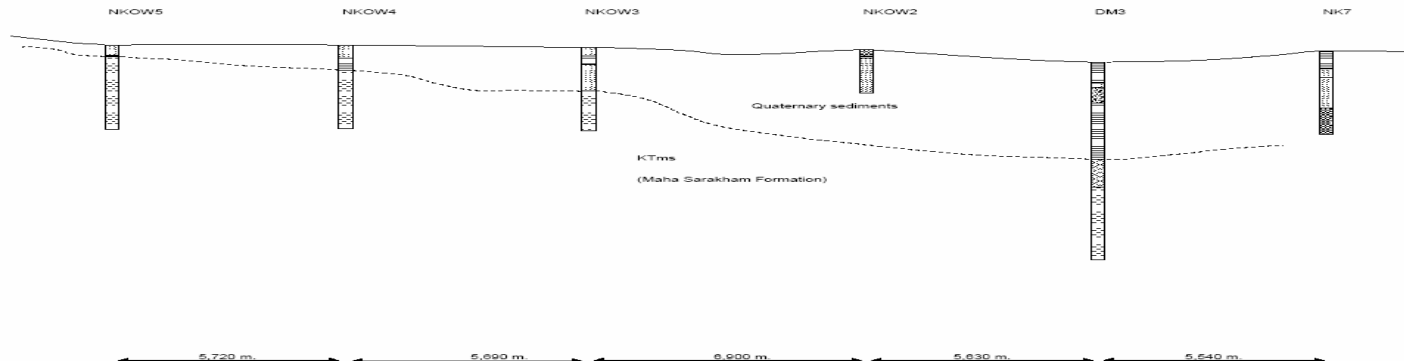 NKOW5 NKOW4 NKOW3 NKOW2 DM3 NK7
Quaternary sediments
KTms
(Maha Sarakham Formation)
5,720 m. 5,690 m. 6,900 m. 5,630 m. 5,540 m.